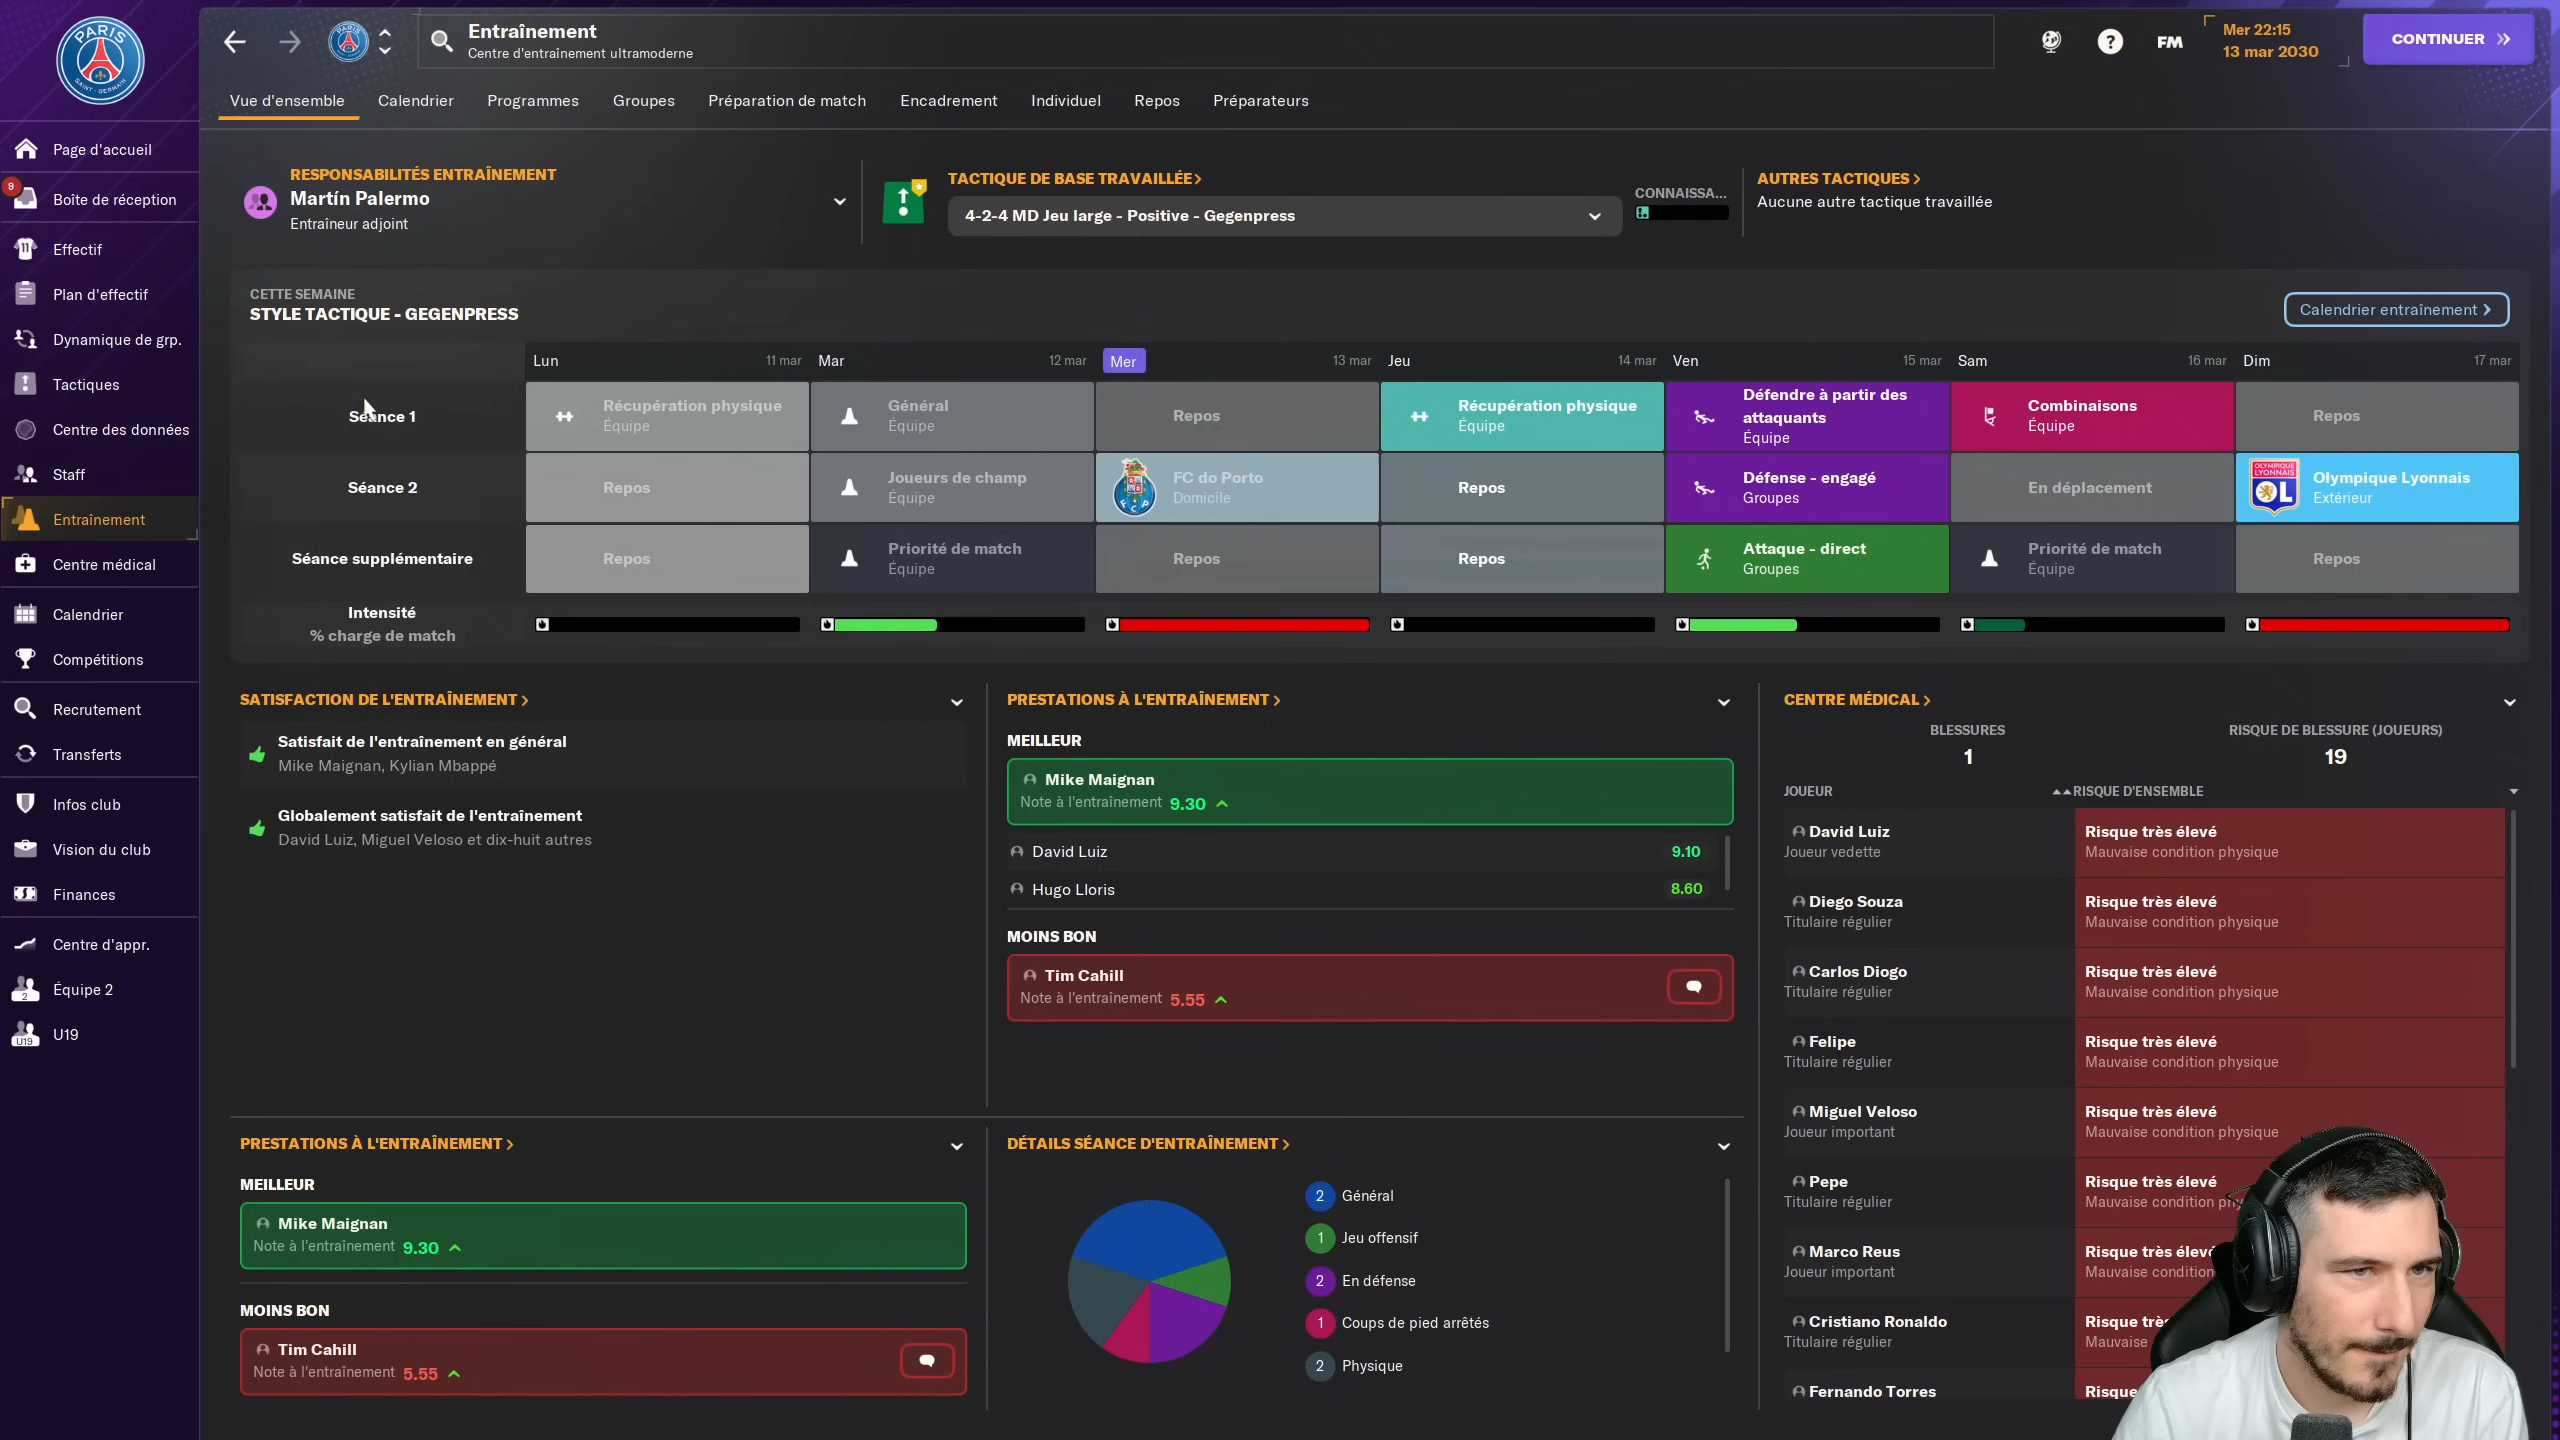 Entraînement
Centre d'entraînement ultramoderne
Mer 22:15
13 mar 2030
CONTINUER
FM
Vue d'ensemble
Calendrier
Programmes
Groupes
Préparation de match
Encadrement
Individuel
Repos
Préparateurs
Page d'accueil
9
Boîte de réception
Effectif
Plan d'effectif
Dynamique de grp.
Tactiques
Centre des données
Staff
Entraînement
Centre médical
Calendrier
Compétitions
Recrutement
Transferts
Infos club
Vision du club
Finances
Centre d'appr.
2
Équipe 2
U19
U19
RESPONSABILITÉS ENTRAÎNEMENT
Martín Palermo
Entraîneur adjoint
TACTIQUE DE BASE TRAVAILLÉE
4-2-4 MD Jeu large - Positive - Gegenpress
CONNAISSA...
AUTRES TACTIQUES
Aucune autre tactique travaillée
CETTE SEMAINE
STYLE TACTIQUE - GEGENPRESS
Calendrier entraînement
Lun 11 mar Mar 12 mar Mer 13 mar Jeu 14 mar Ven 15 mar Sam 16 mar Dim 17 mar
Séance 1
Récupération physique
Équipe
Général
Équipe
Repos
Récupération physique
Équipe
Défendre à partir des
attaquants
Équipe
Combinaisons
Équipe
Repos
Séance 2
Repos
Joueurs de champ
Équipe
FC do Porto
Domicile
Repos
Défense - engagé
Groupes
En déplacement
Olympique Lyonnais
Extérieur
Séance supplémentaire
Repos
Priorité de match
Équipe
Repos
Repos
Attaque - direct
Groupes
Priorité de match
Équipe
Repos
Intensité
% charge de match
SATISFACTION DE L'ENTRAÎNEMENT
Satisfait de l'entraînement en général
Mike Maignan, Kylian Mbappé
Globalement satisfait de l'entraînement
David Luiz, Miguel Veloso et dix-huit autres
PRESTATIONS À L'ENTRAÎNEMENT
MEILLEUR
Mike Maignan
Note à l'entraînement 9.30
David Luiz 9.10
Hugo Lloris 8.60
MOINS BON
Tim Cahill
Note à l'entraînement 5.55
CENTRE MÉDICAL
BLESSURES
1
RISQUE DE BLESSURE (JOUEURS)
19
JOUEUR RISQUE D'ENSEMBLE
David Luiz
Joueur vedette
Risque très élevé
Mauvaise condition physique
Diego Souza
Titulaire régulier
Risque très élevé
Mauvaise condition physique
Carlos Diogo
Titulaire régulier
Risque très élevé
Mauvaise condition physique
Felipe
Titulaire régulier
Risque très élevé
Mauvaise condition physique
Miguel Veloso
Joueur important
Risque très élevé
Mauvaise condition physique
Pepe
Titulaire régulier
Risque très élevé
Mauvaise condition
Marco Reus
Joueur important
Risque très
Mauvaise condition
Cristiano Ronaldo
Titulaire régulier
Mauvaise
Fernando Torres
Risque
PRESTATIONS À L'ENTRAÎNEMENT
MEILLEUR
Mike Maignan
Note à l'entraînement 9.30
MOINS BON
Tim Cahill
Note à l'entraînement 5.55
DÉTAILS SÉANCE D'ENTRAÎNEMENT
2 Général
1 Jeu offensif
2 En défense
1 Coups de pied arrêtés
2 Physique